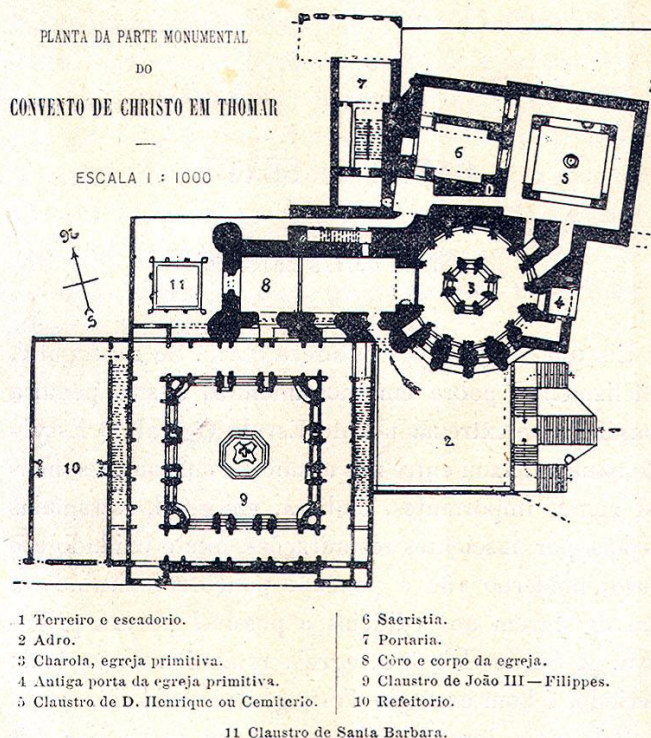 PLANTA DA PARTE MONUMENTAL
DO
CONVENTO DE CHRISTO EM THOMAR
ESCALA 1 : 1000
7
6
5
N
S
11
8
3
4
10
9
2
1
1 Terreiro e escadorio.
2 Adro.
3 Charola, egreja primitiva.
4 Antiga porta da egreja primitiva.
5 Claustro de D. Henrique ou Cemiterio.
6 Sacristia.
7 Portaria.
8 Côro e corpo da egreja.
9 Claustro de João III—Filippes.
10 Refeitorio.
11 Claustro de Santa Barbara.